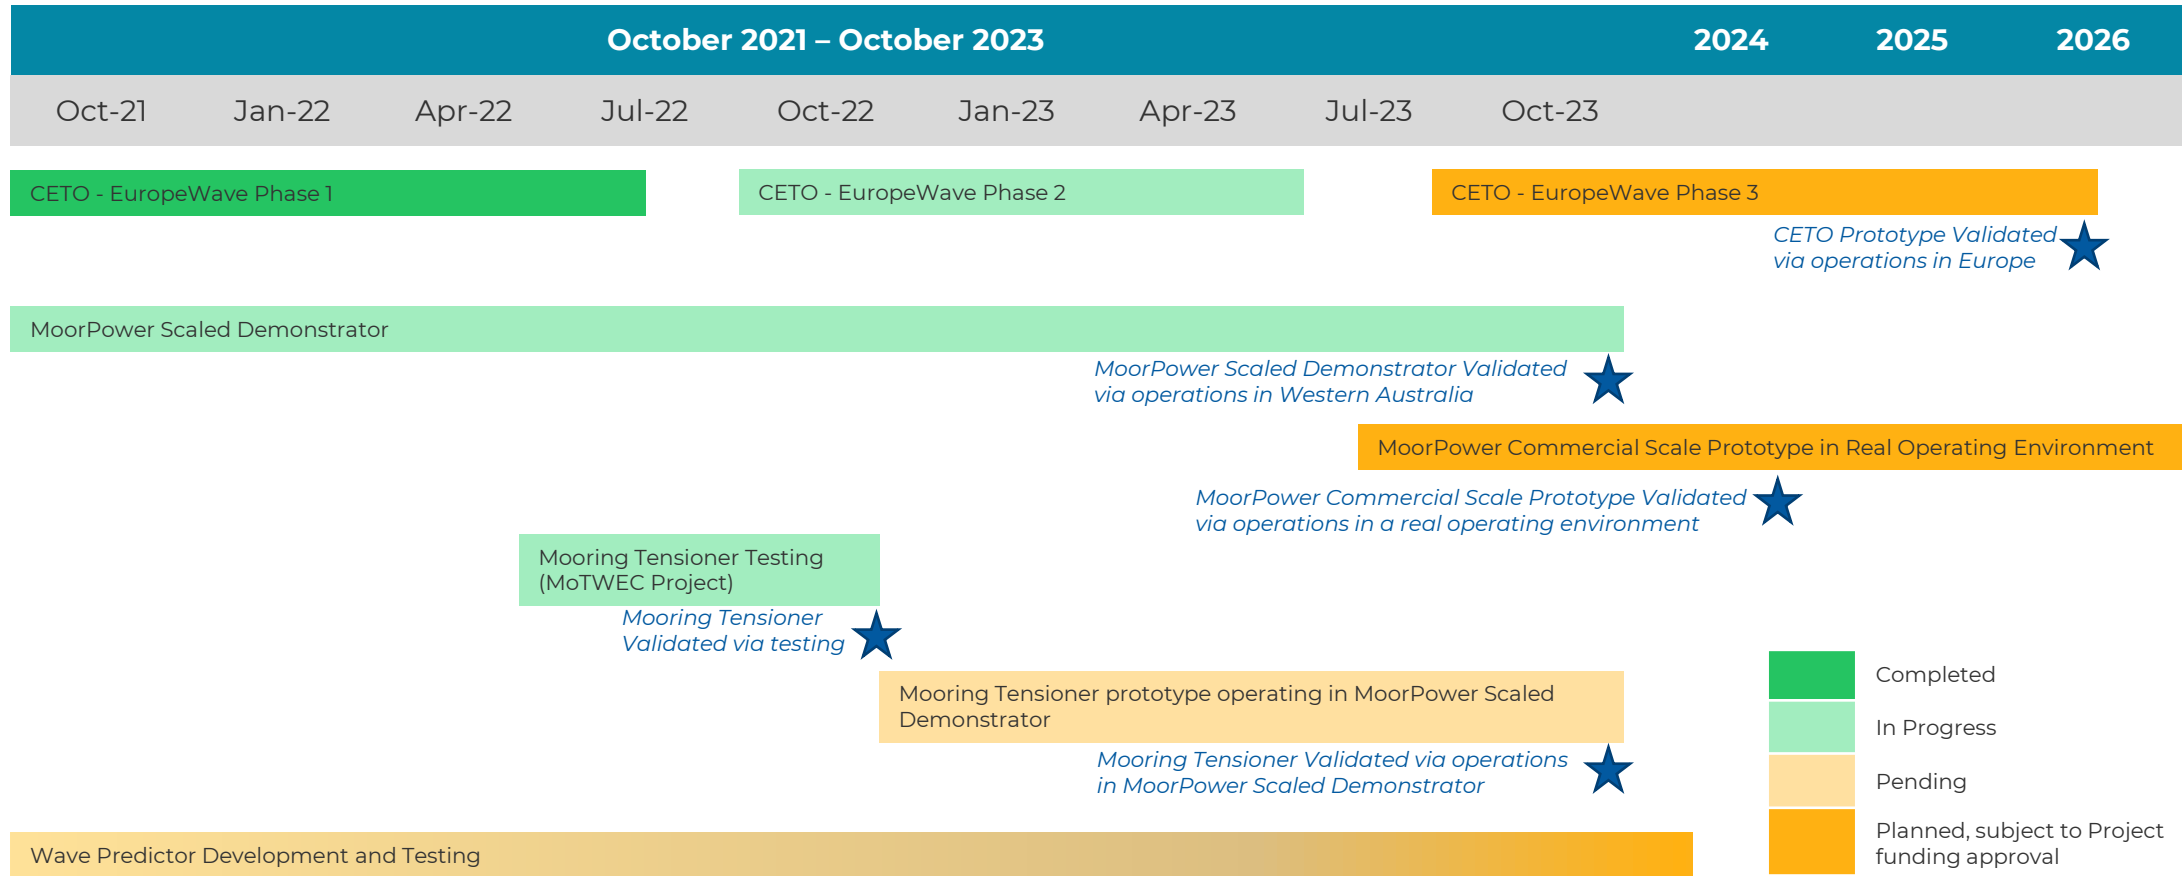 October 2021 – October 2023 2024 2025 2026
Oct-21 Jan-22 Apr-22 Jul-22 Oct-22 Jan-23 Apr-23 Jul-23 Oct-23
CETO - EuropeWave Phase 1
CETO - EuropeWave Phase 2
CETO - EuropeWave Phase 3
CETO Prototype Validated
via operations in Europe
MoorPower Scaled Demonstrator
MoorPower Scaled Demonstrator Validated
via operations in Western Australia
MoorPower Commercial Scale Prototype in Real Operating Environment
MoorPower Commercial Scale Prototype Validated
via operations in a real operating environment
Mooring Tensioner Testing
(MoTWEC Project)
Mooring Tensioner
Validated via testing
Mooring Tensioner prototype operating in MoorPower Scaled
Demonstrator
Mooring Tensioner Validated via operations
in MoorPower Scaled Demonstrator
Wave Predictor Development and Testing
Completed
In Progress
Pending
Planned, subject to Project
funding approval